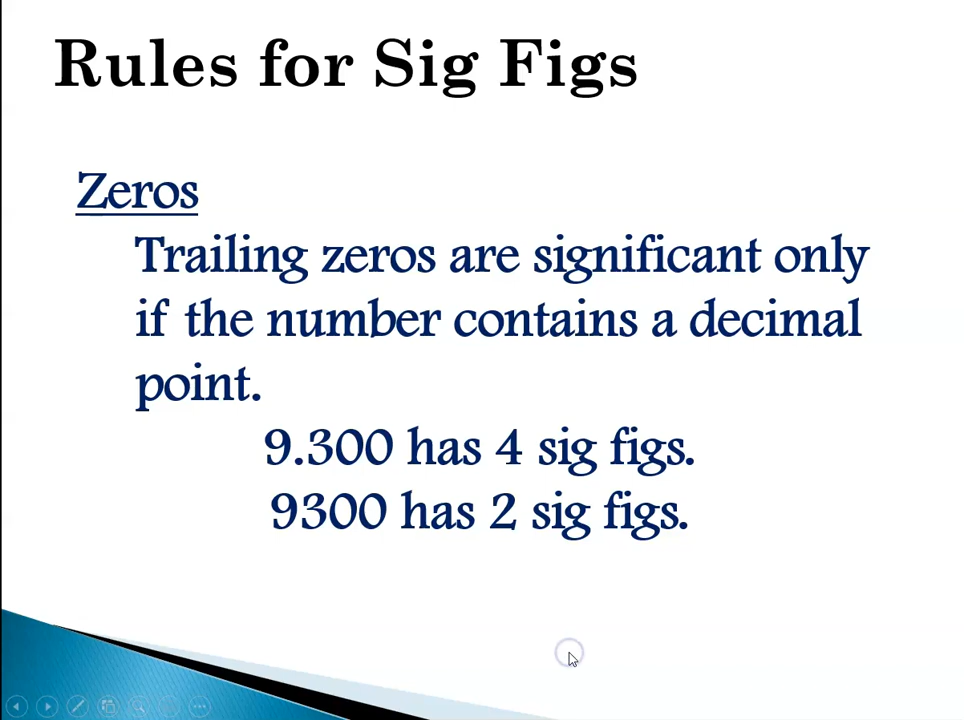 Rules for Sig Figs
Zeros
Trailing zeros are significant only
if the number contains a decimal
point.
9.300 has 4 sig figs.
9300 has 2 sig figs.